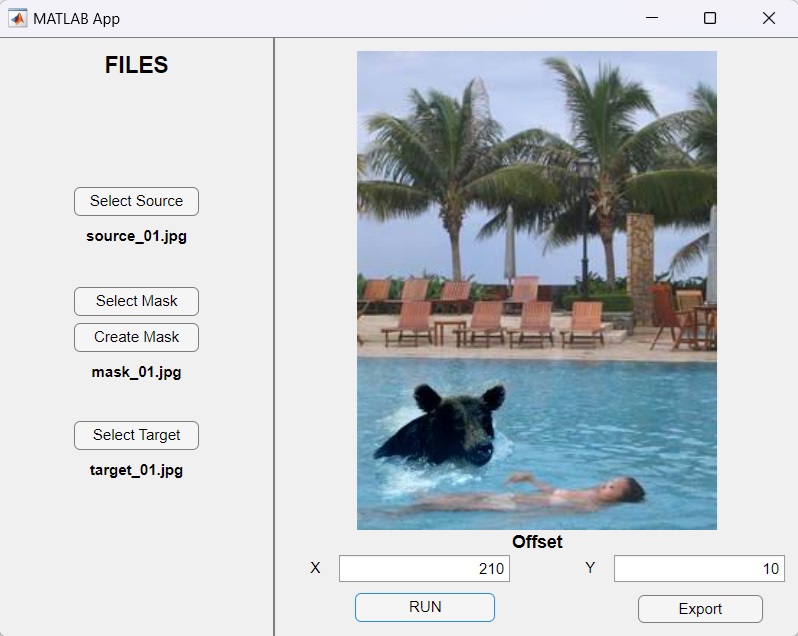 MATLAB App
FILES
Select Source
source_01.jpg
Select Mask
Create Mask
mask_01.jpg
Select Target
target_01.jpg
Offset
X 210 Y 10
RUN Export